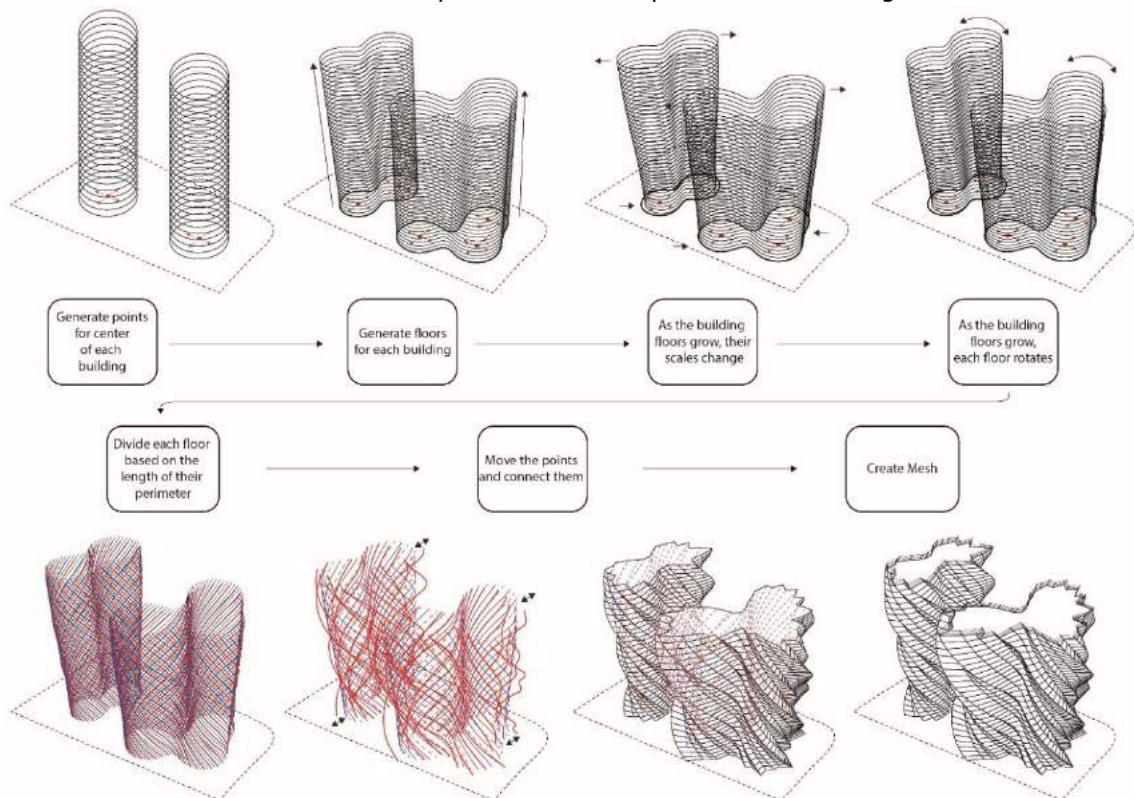 Generate points
for center
of each
building
Generate floors
for each building
As the building
floors grow, their
scales change
As the building
floors grow,
each floor rotates
Divide each floor
based on the
length of their
perimeter
Move the points
and connect them
Create Mesh